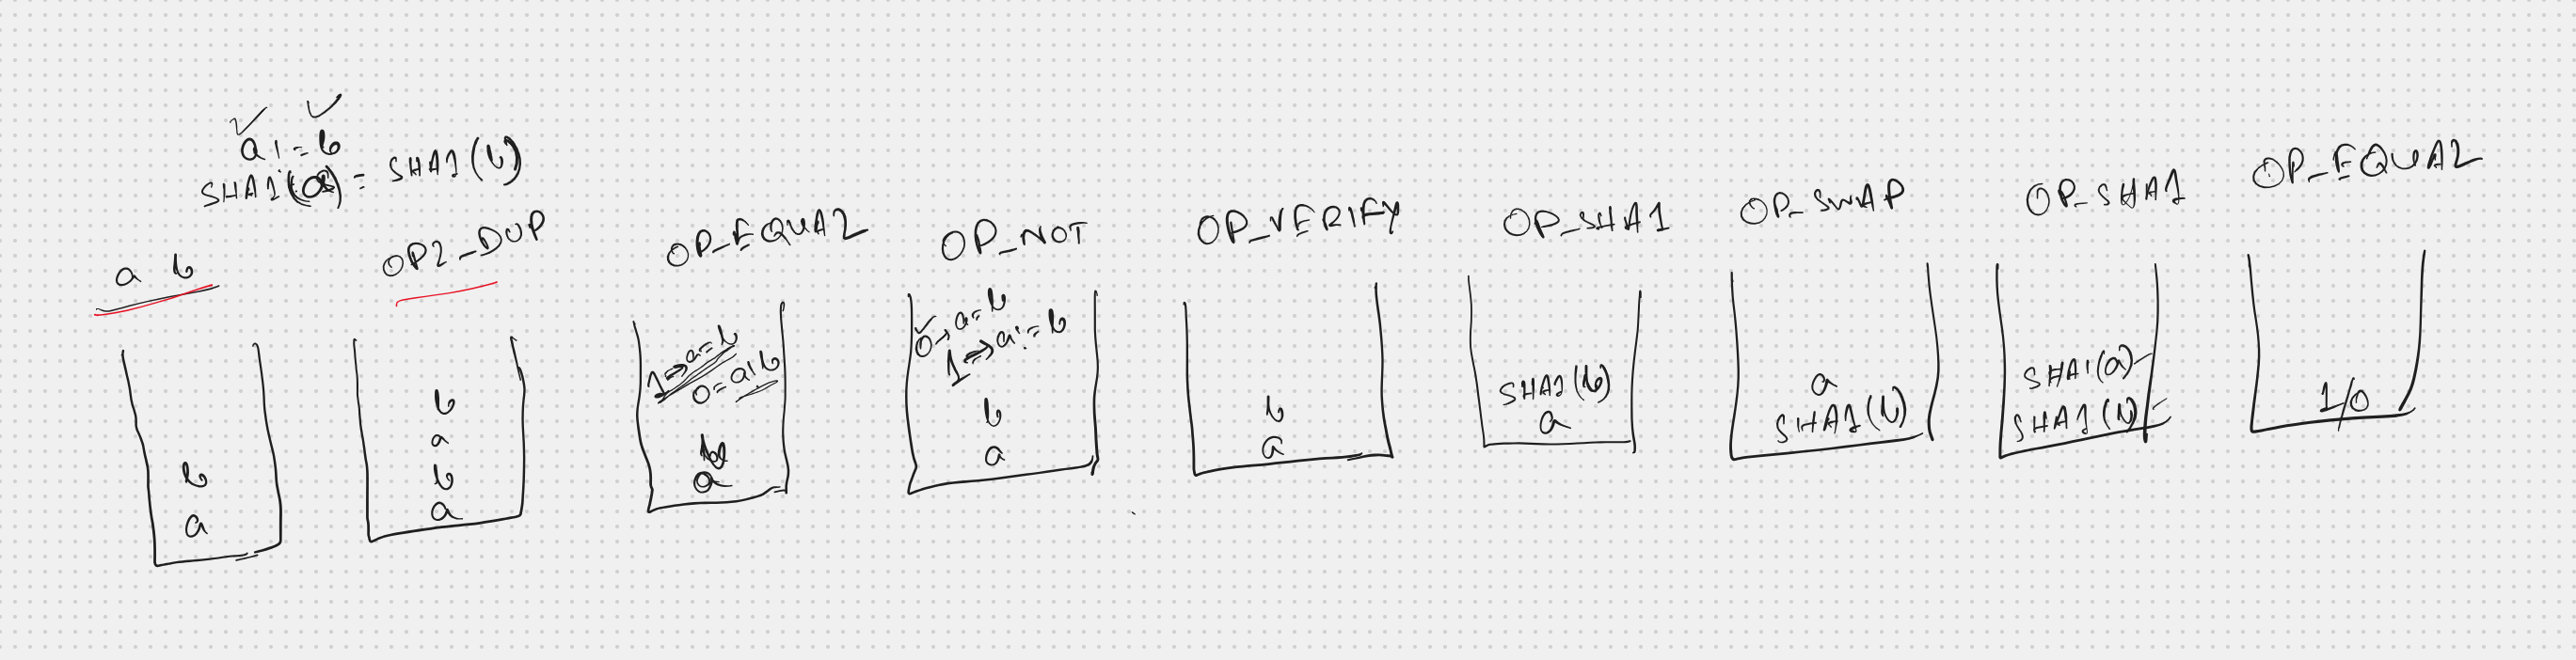 a != b
SHA1(a) = SHA1(b)
a b
OP2_DUP
OP_EQUAL
OP_NOT
OP_VERIFY
OP_SHA1
OP_SWAP
OP_SHA1
OP_EQUAL
b
a
b
a
b
a
1 => a = b
0 = a!b
b
a
0 → a = b
1 => a != b
b
a
b
a
SHA1(b)
a
a
SHA1(b)
SHA1(a)
SHA1(b)
1/0